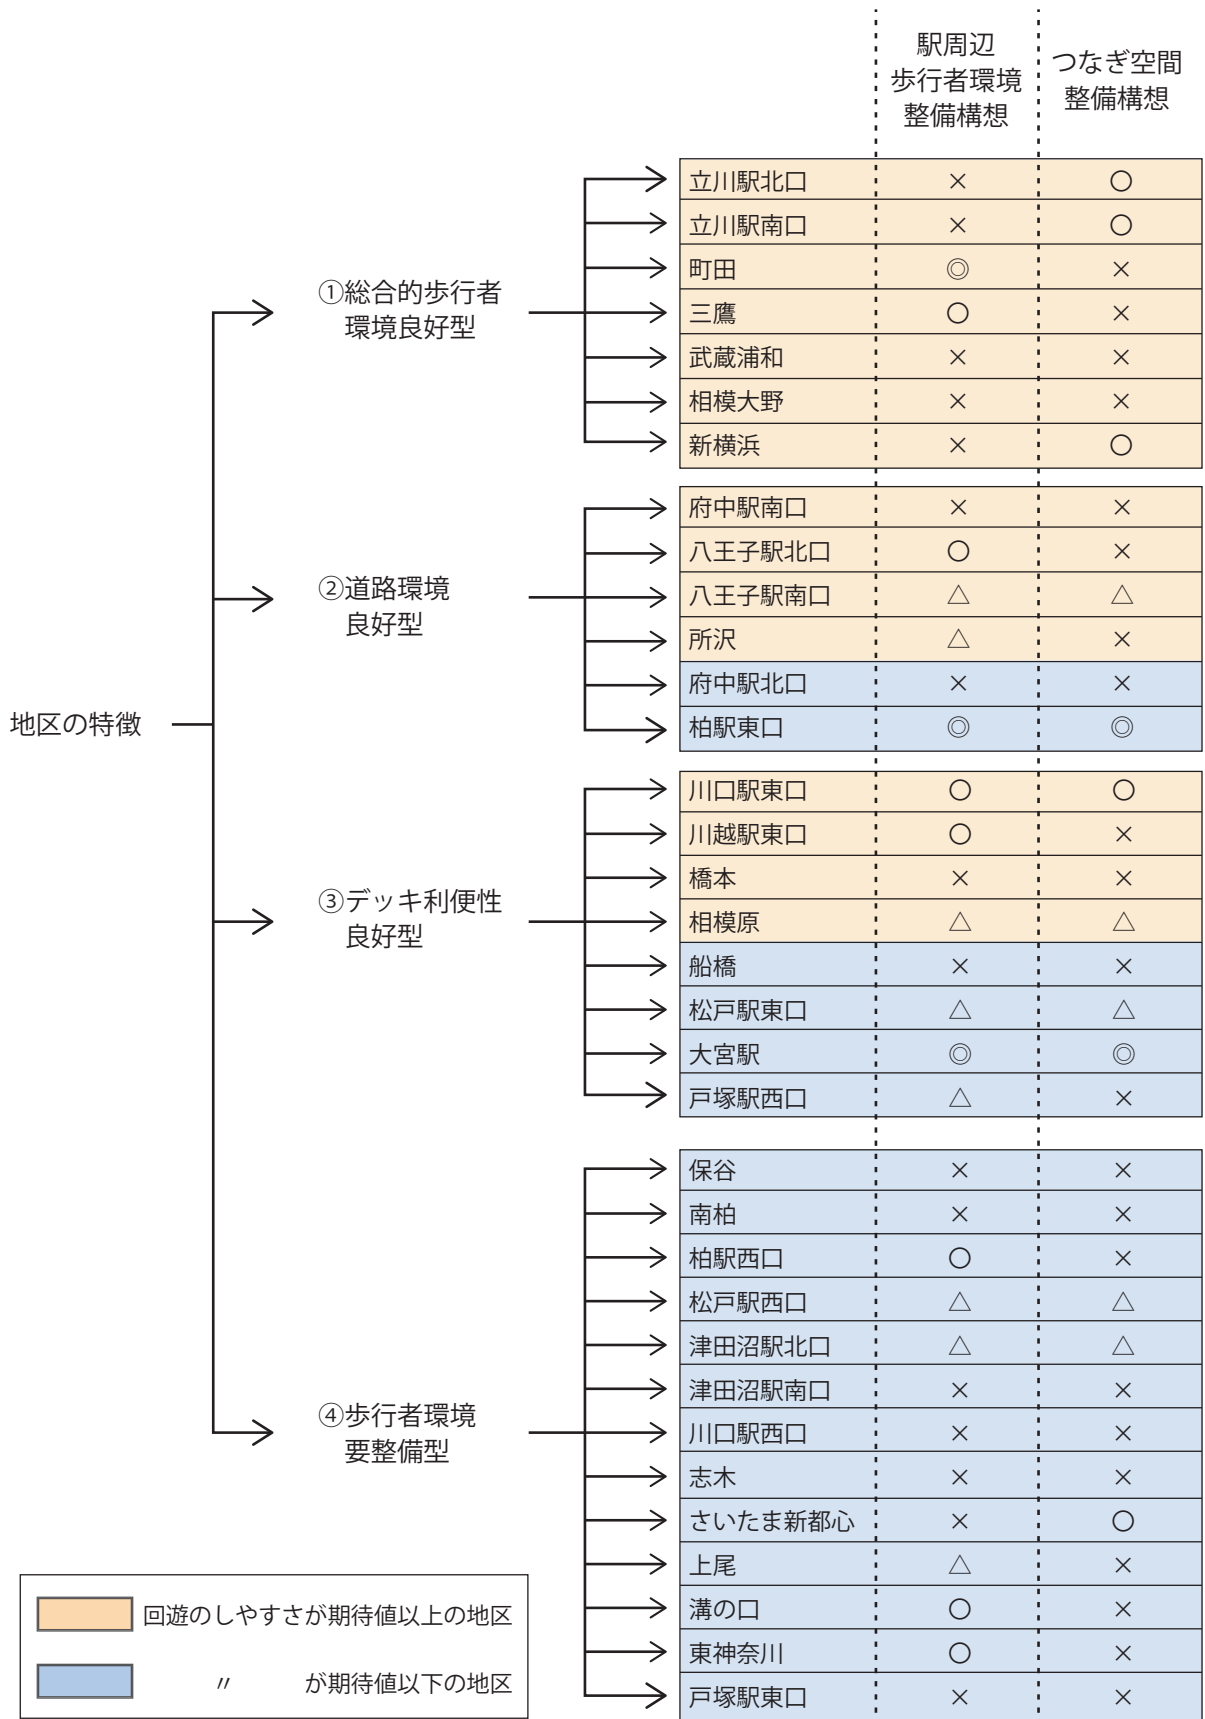 駅周辺
歩行者環境
整備構想
つなぎ空間
整備構想
地区の特徴
①総合的歩行者
環境良好型
立川駅北口 × ○
立川駅南口 × ○
町田 ◎ ×
三鷹 ○ ×
武蔵浦和 × ×
相模大野 × ×
新横浜 × ○
②道路環境
良好型
府中駅南口 × ×
八王子駅北口 ○ ×
八王子駅南口 △ △
所沢 △ ×
府中駅北口 × ×
柏駅東口 ◎ ◎
③デッキ利便性
良好型
川口駅東口 ○ ○
川越駅東口 ○ ×
橋本 × ×
相模原 △ △
船橋 × ×
松戸駅東口 △ △
大宮駅 ◎ ◎
戸塚駅西口 △ ×
④歩行者環境
要整備型
保谷 × ×
南柏 × ×
柏駅西口 ○ ×
松戸駅西口 △ △
津田沼駅北口 △ △
津田沼駅南口 × ×
川口駅西口 × ×
志木 × ×
さいたま新都心 × ○
上尾 △ ×
溝の口 ○ ×
東神奈川 ○ ×
戸塚駅東口 × ×
回遊のしやすさが期待値以上の地区
〃 が期待値以下の地区